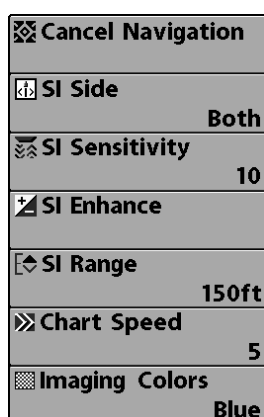 Cancel Navigation
SI Side
Both
SI Sensitivity
10
SI Enhance
SI Range
150ft
Chart Speed
5
Imaging Colors
Blue